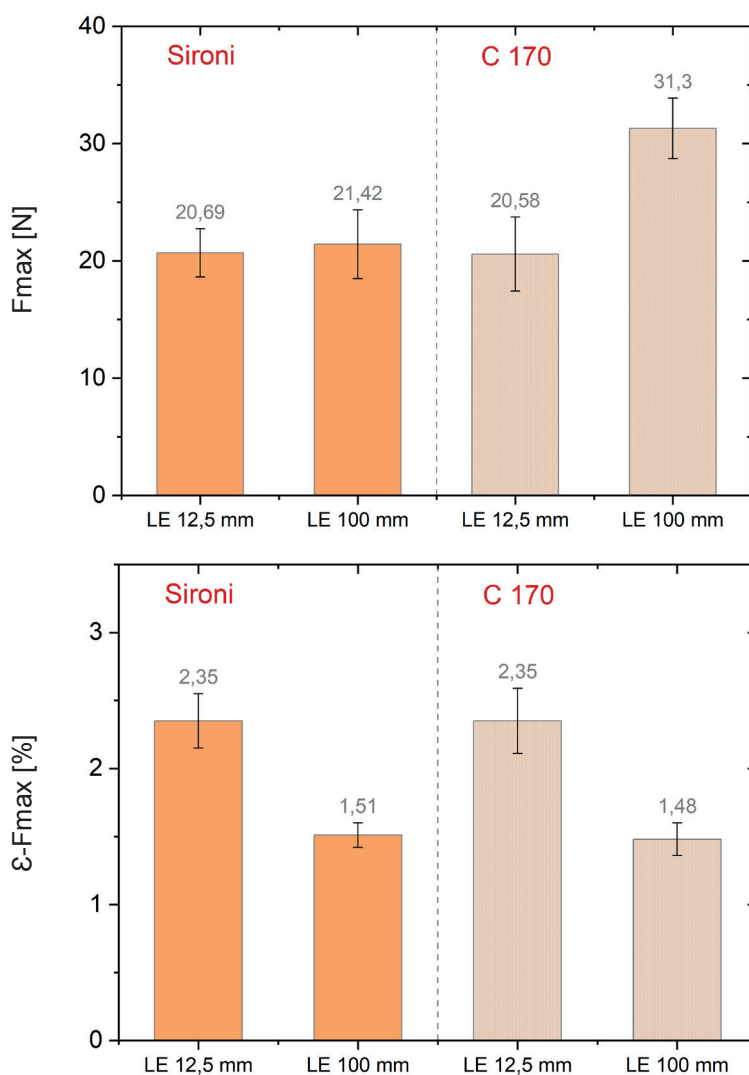 Fmax [N]
40
30
20
10
0
Sironi
C 170
20,69
21,42
20,58
31,3
LE 12,5 mm
LE 100 mm
LE 12,5 mm
LE 100 mm
Ɛ-Fmax [%]
3
2
1
0
Sironi
C 170
2,35
1,51
2,35
1,48
LE 12,5 mm
LE 100 mm
LE 12,5 mm
LE 100 mm